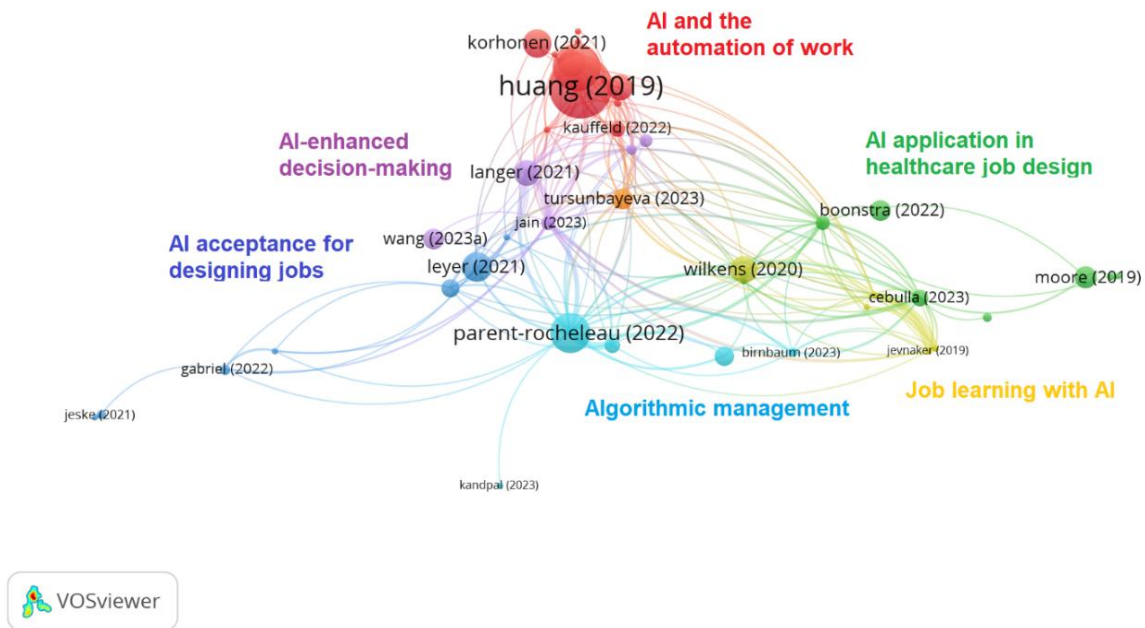 AI and the
automation of work
korhonen (2021)
huang (2019)
kauffeld (2022)
AI-enhanced
decision-making
AI application in
healthcare job design
langer (2021)
tursunbayeva (2023)
jain (2023)
boonstra (2022)
wang (2023a)
AI acceptance for
designing jobs
leyer (2021)
wilkens (2020)
moore (2019)
cebulla (2023)
parent-rocheleau (2022)
birnbaum (2023)
jevnaker (2019)
gabriel (2022)
Job learning with AI
Algorithmic management
jeske (2021)
kandpal (2023)
VOSviewer